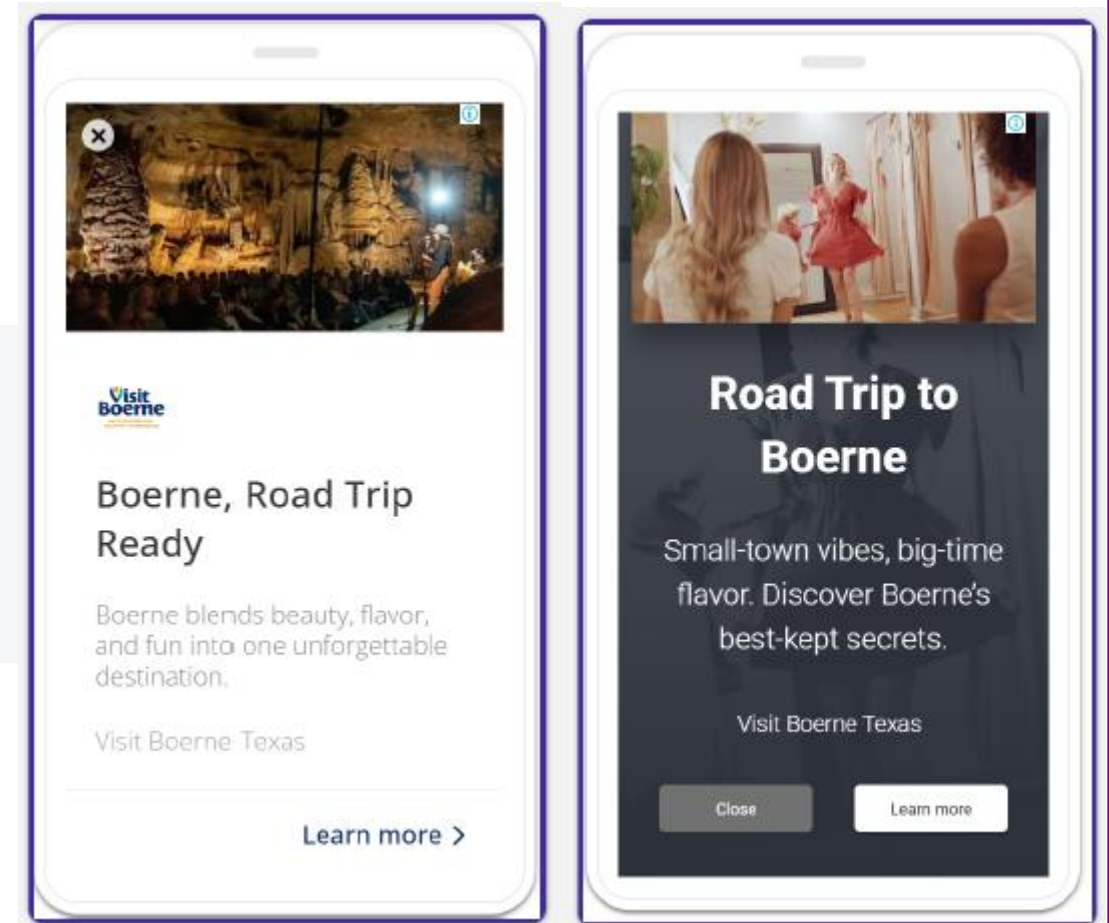 Visit
Boerne
Boerne, Road Trip
Ready
Boerne blends beauty, flavor,
and fun into one unforgettable
destination.
Visit Boerne Texas
Learn more >
Road Trip to
Boerne
Small-town vibes, big-time
flavor. Discover Boerne’s
best-kept secrets.
Visit Boerne Texas
Close
Learn more